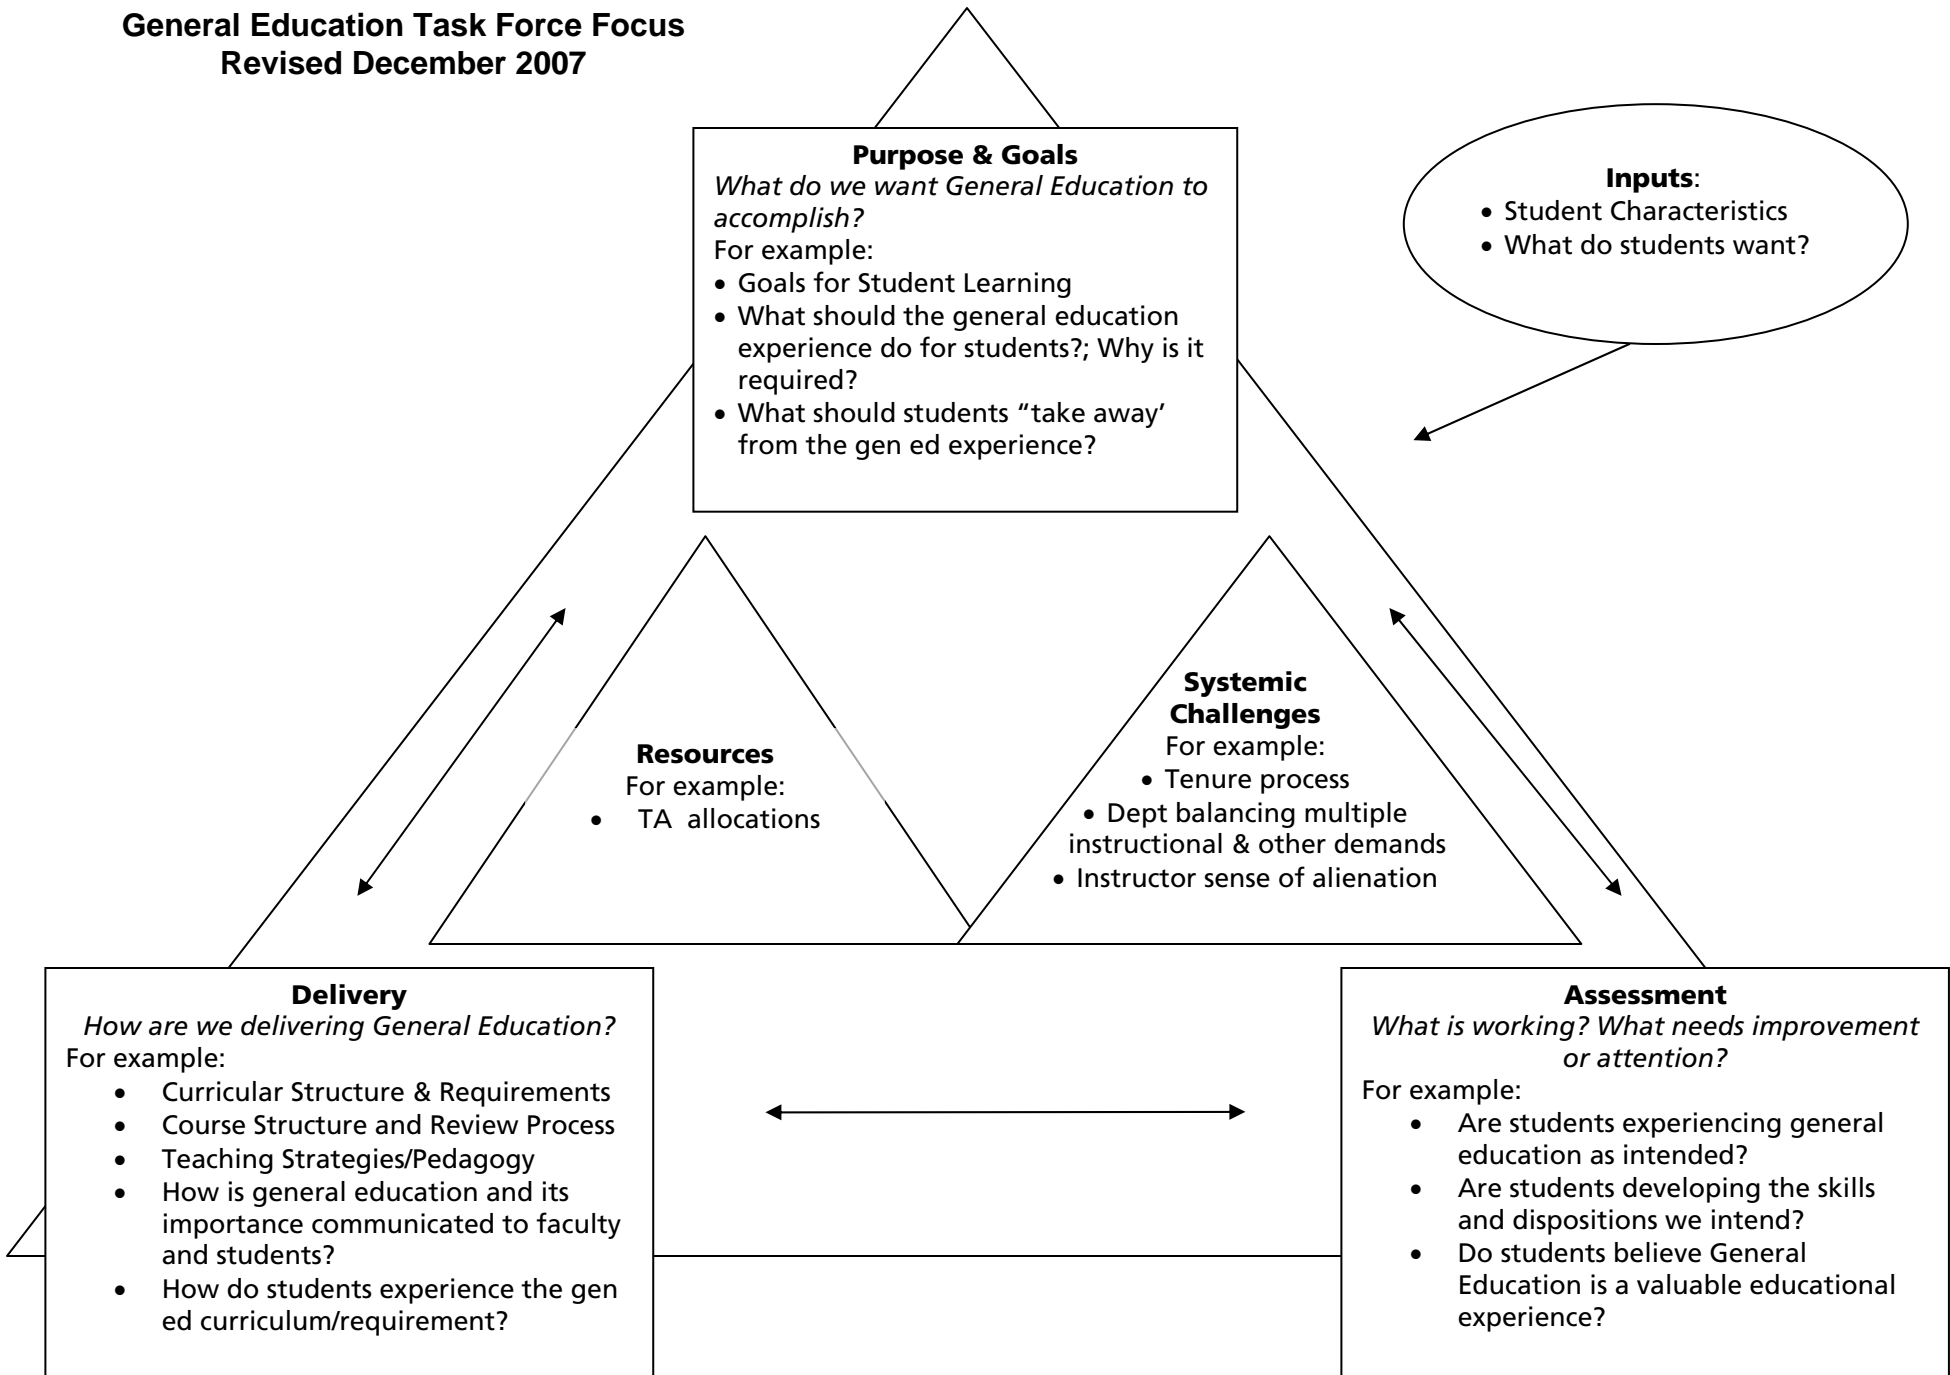 General Education Task Force Focus
Revised December 2007
Purpose & Goals
What do we want General Education to
accomplish?
For example:
• Goals for Student Learning
• What should the general education
experience do for students?; Why is it
required?
• What should students “take away’
from the gen ed experience?
Inputs:
• Student Characteristics
• What do students want?
Resources
For example:
• TA allocations
Systemic
Challenges
For example:
• Tenure process
• Dept balancing multiple
instructional & other demands
• Instructor sense of alienation
Delivery
How are we delivering General Education?
For example:
• Curricular Structure & Requirements
• Course Structure and Review Process
• Teaching Strategies/Pedagogy
• How is general education and its
importance communicated to faculty
and students?
• How do students experience the gen
ed curriculum/requirement?
Assessment
What is working? What needs improvement
or attention?
For example:
• Are students experiencing general
education as intended?
• Are students developing the skills
and dispositions we intend?
• Do students believe General
Education is a valuable educational
experience?